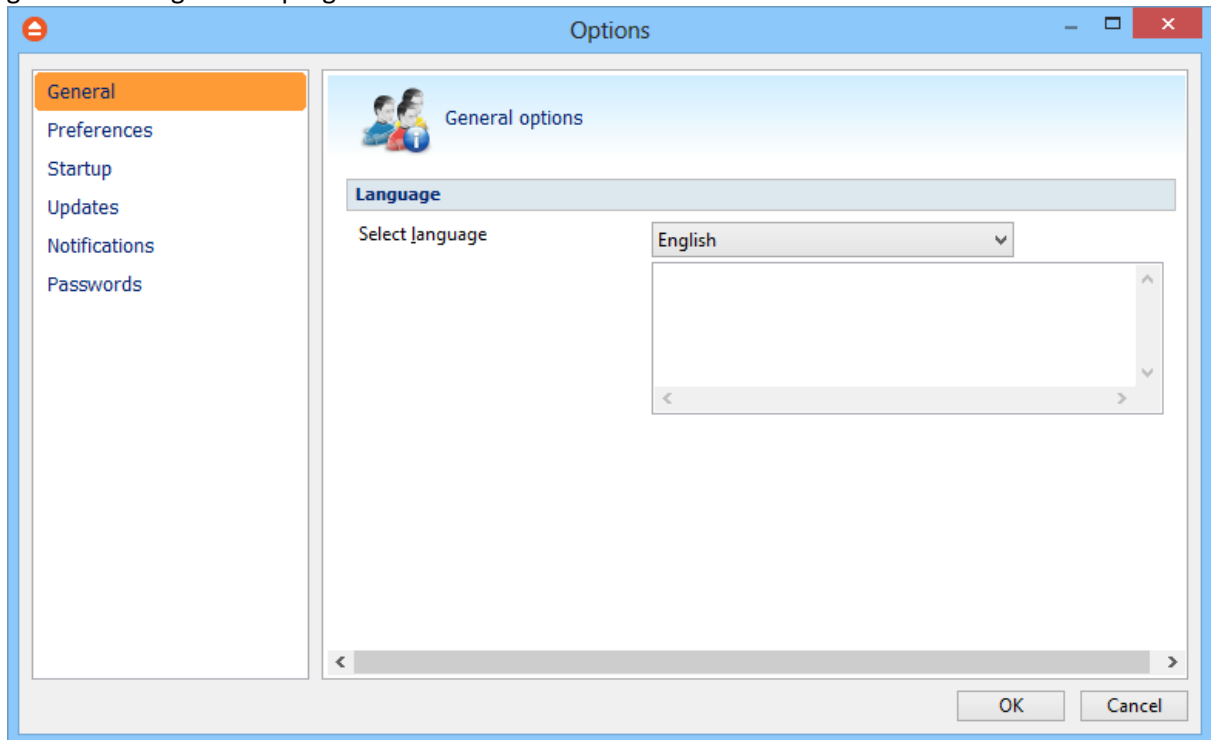 Options
General
Preferences
Startup
Updates
Notifications
Passwords
General options
Language
Select language
English
OK
Cancel